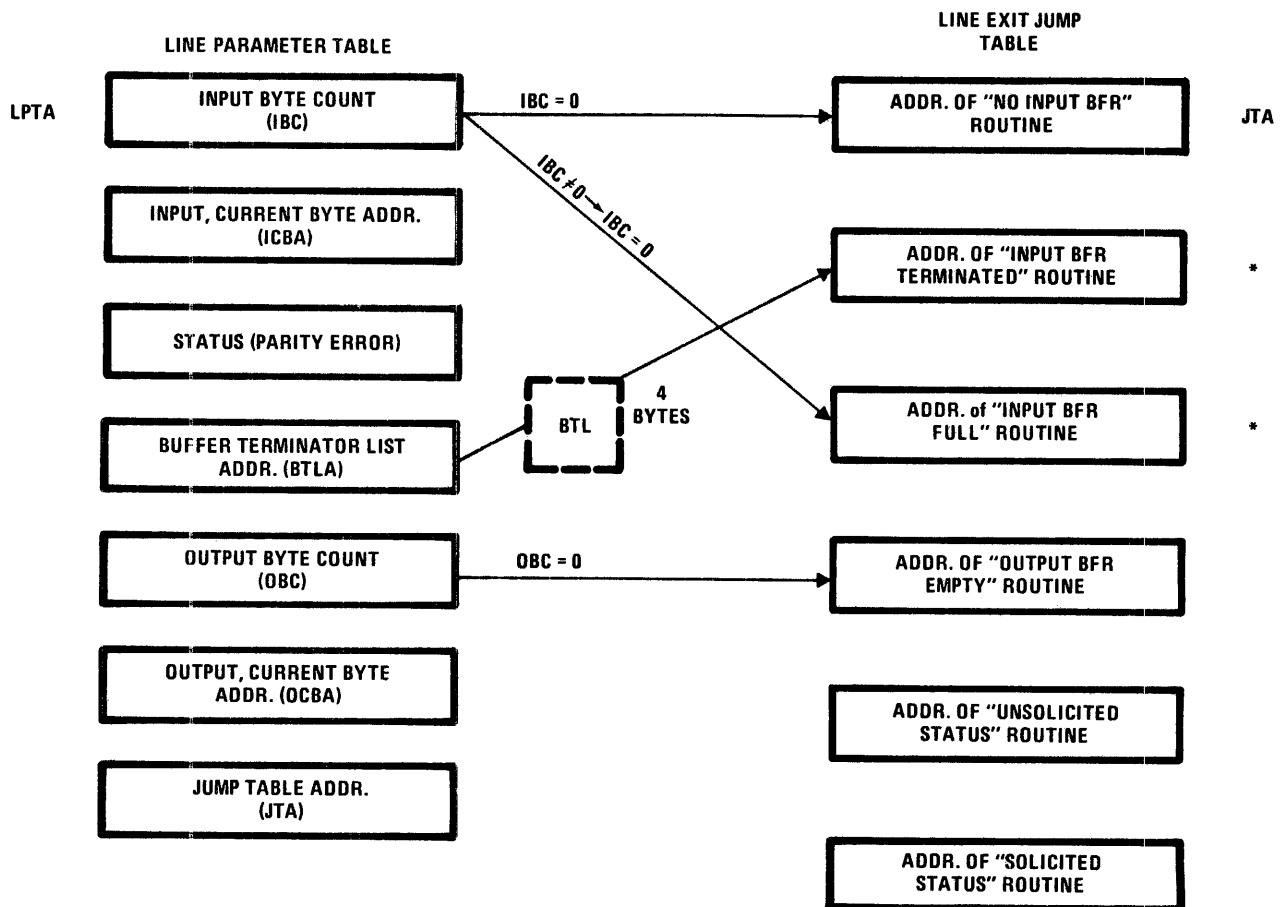 LINE PARAMETER TABLE
LPTA
INPUT BYTE COUNT
(IBC)
INPUT, CURRENT BYTE ADDR.
(ICBA)
STATUS (PARITY ERROR)
BUFFER TERMINATOR LIST
ADDR. (BTLA)
OUTPUT BYTE COUNT
(OBC)
OUTPUT, CURRENT BYTE
ADDR. (OCBA)
JUMP TABLE ADDR.
(JTA)
IBC = 0
IBC ≠0→ IBC = 0
BTL
4
BYTES
OBC = 0
LINE EXIT JUMP
TABLE
ADDR. OF "NO INPUT BFR"
ROUTINE
JTA
ADDR. OF "INPUT BFR
TERMINATED" ROUTINE
*
ADDR. of "INPUT BFR
FULL" ROUTINE
*
ADDR. OF "OUTPUT BFR
EMPTY" ROUTINE
ADDR. OF "UNSOLICITED
STATUS" ROUTINE
ADDR. OF "SOLICITED
STATUS" ROUTINE